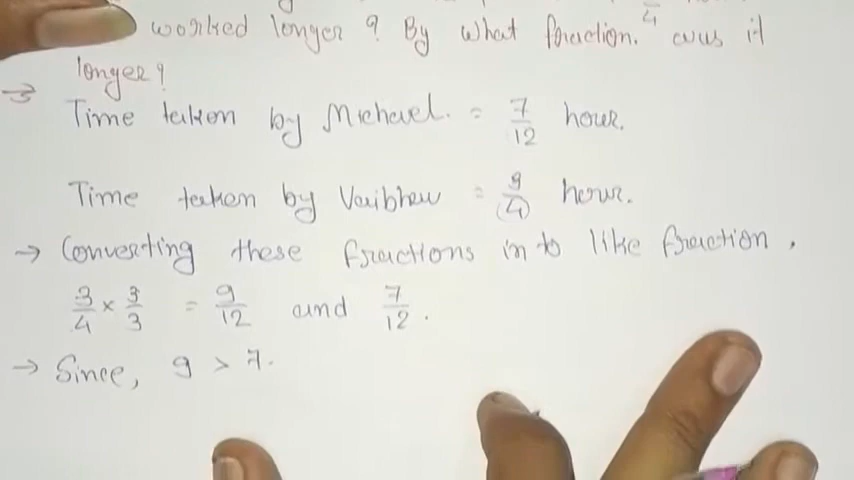 worked longer ? By what fraction. 4 was it
longer ?
→ Time taken by Michael. = 7/12 hour.
Time taken by Vaibhav = 9/4 hour.
→ Converting these fractions in to like fraction,
3/4 × 3/3 = 9/12 and 7/12.
→ Since, 9 > 7.